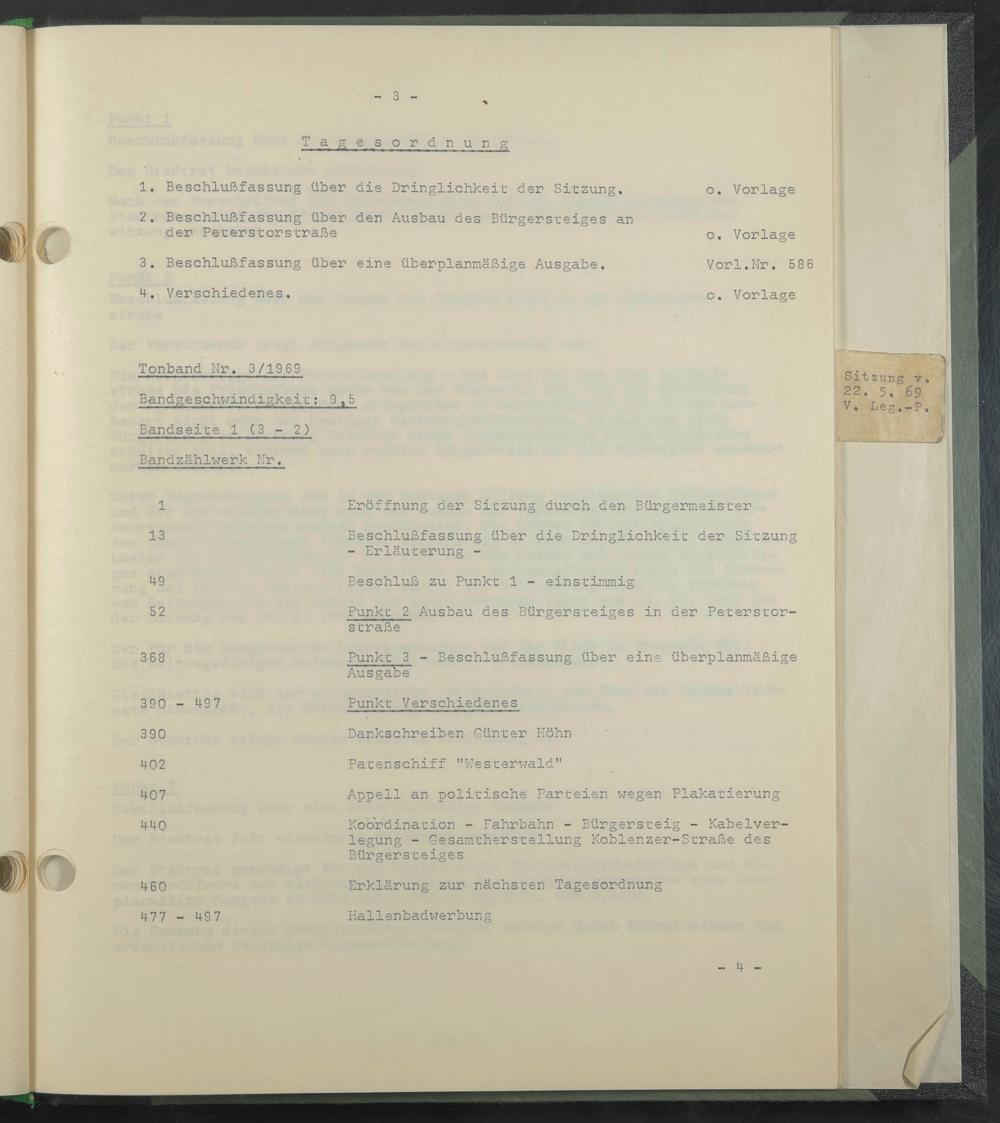 - 3 -
Tagesordnung
1. Beschlußfassung über die Dringlichkeit der Sitzung. o. Vorlage
2. Beschlußfassung über den Ausbau des Bürgersteiges an
der Peterstorstraße o. Vorlage
3. Beschlußfassung über eine überplanmäßige Ausgabe. Vorl.Nr. 586
4. Verschiedenes. o. Vorlage
Tonband Nr. 3/1969
Bandgeschwindigkeit: 9,5
Bandseite 1 (3 - 2)
Bandzählwerk Nr.
1 Eröffnung der Sitzung durch den Bürgermeister
13 Beschlußfassung über die Dringlichkeit der Sitzung
- Erläuterung -
49 Beschluß zu Punkt 1 - einstimmig
52 Punkt 2 Ausbau des Bürgersteiges in der Peterstor-
straße
368 Punkt 3 - Beschlußfassung über eine überplanmäßige
Ausgabe
390 - 497 Punkt Verschiedenes
390 Dankschreiben Günter Höhn
402 Patenschiff "Westerwald"
407 Appell an politische Parteien wegen Plakatierung
440 Koordination - Fahrbahn - Bürgersteig - Kabelver-
legung - Gesamtherstellung Koblenzer-Straße des
Bürgersteiges
460 Erklärung zur nächsten Tagesordnung
477 - 497 Hallenbadwerbung
- 4 -
Sitzung v.
22. 5. 69
V. Leg.-P.